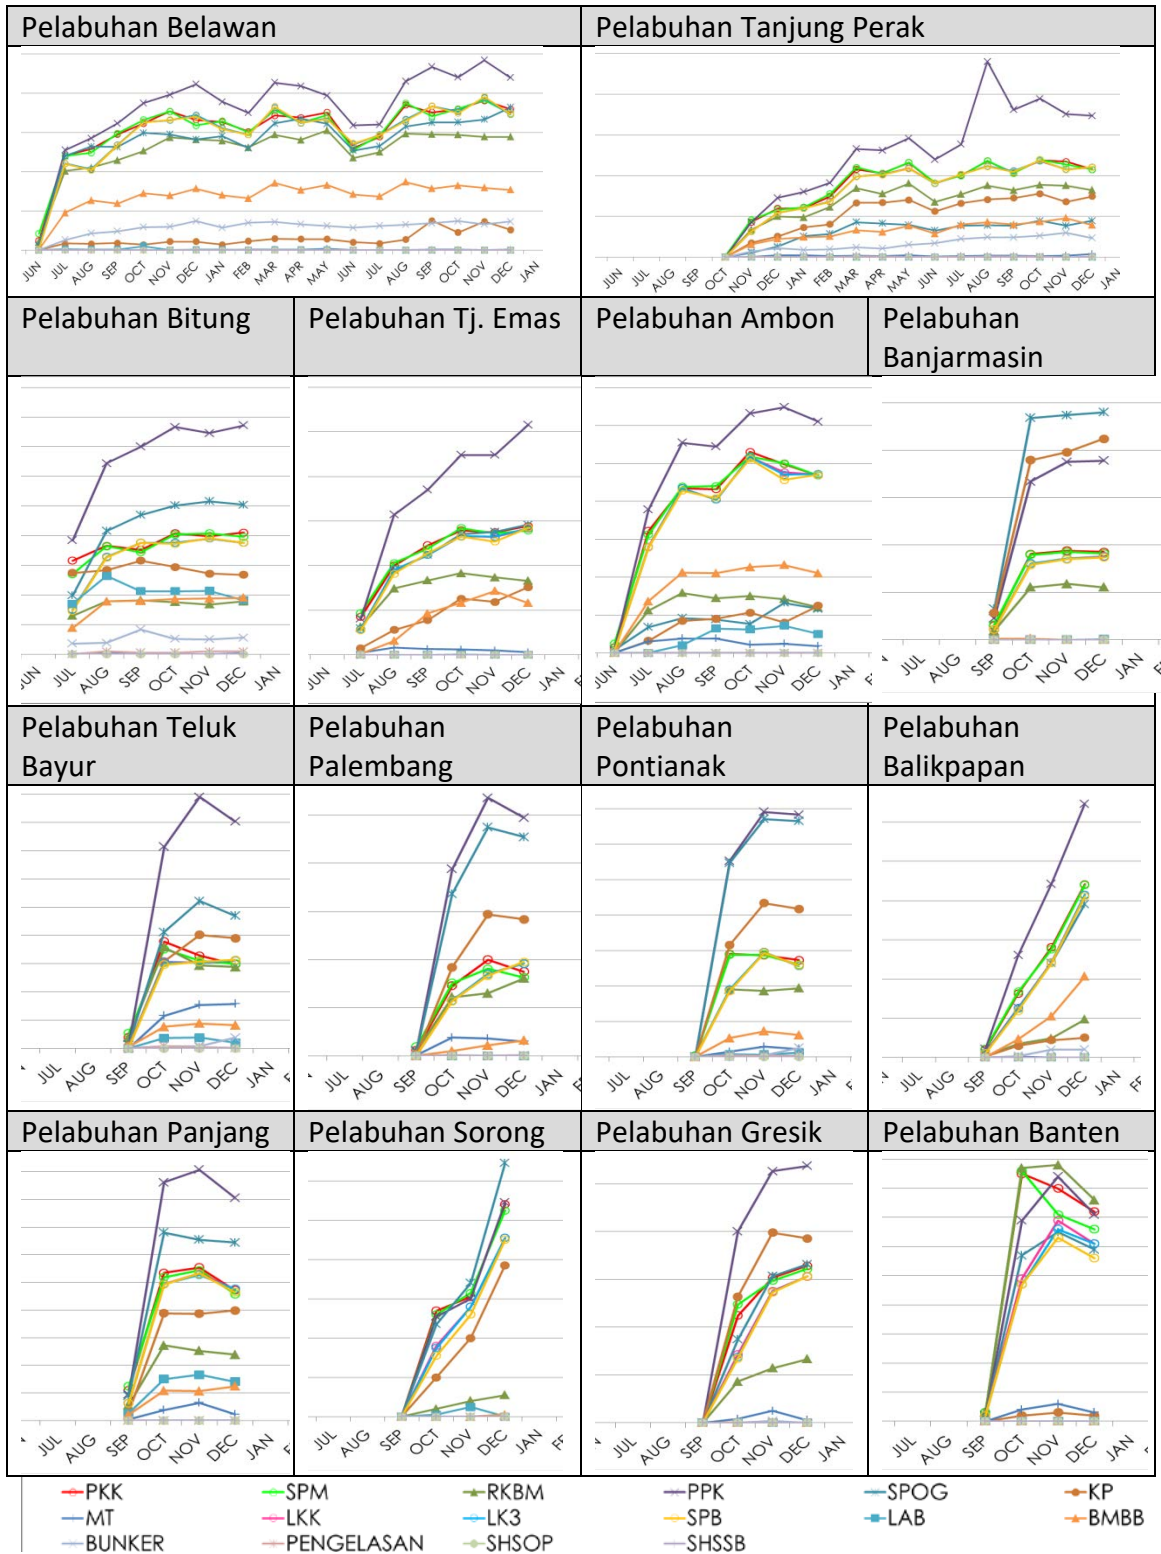 Pelabuhan Belawan
Pelabuhan Tanjung Perak
JUN JUL AUG SEP OCT NOV DEC JAN FEB MAR APR MAY JUN JUL AUG SEP OCT NOV DEC JAN
JUN JUL AUG SEP OCT NOV DEC JAN FEB MAR APR MAY JUN JUL AUG SEP OCT NOV DEC JAN
Pelabuhan Bitung
Pelabuhan Tj. Emas
Pelabuhan Ambon
Pelabuhan
Banjarmasin
JUN JUL AUG SEP OCT NOV DEC JAN
JUN JUL AUG SEP OCT NOV DEC JAN
JUN JUL AUG SEP OCT NOV DEC JAN
JUL AUG SEP OCT NOV DEC JAN
Pelabuhan Teluk
Bayur
Pelabuhan
Palembang
Pelabuhan
Pontianak
Pelabuhan
Balikpapan
JUL AUG SEP OCT NOV DEC JAN
JUL AUG SEP OCT NOV DEC JAN
JUL AUG SEP OCT NOV DEC JAN
JUL AUG SEP OCT NOV DEC JAN
Pelabuhan Panjang
Pelabuhan Sorong
Pelabuhan Gresik
Pelabuhan Banten
JUL AUG SEP OCT NOV DEC JAN
JUL AUG SEP OCT NOV DEC JAN
JUL AUG SEP OCT NOV DEC JAN
JUL AUG SEP OCT NOV DEC JAN
PKK SPM RKBM PPK SPOG KP
MT LKK LK3 SPB LAB BMBB
BUNKER PENGELASAN SHSOP SHSSB